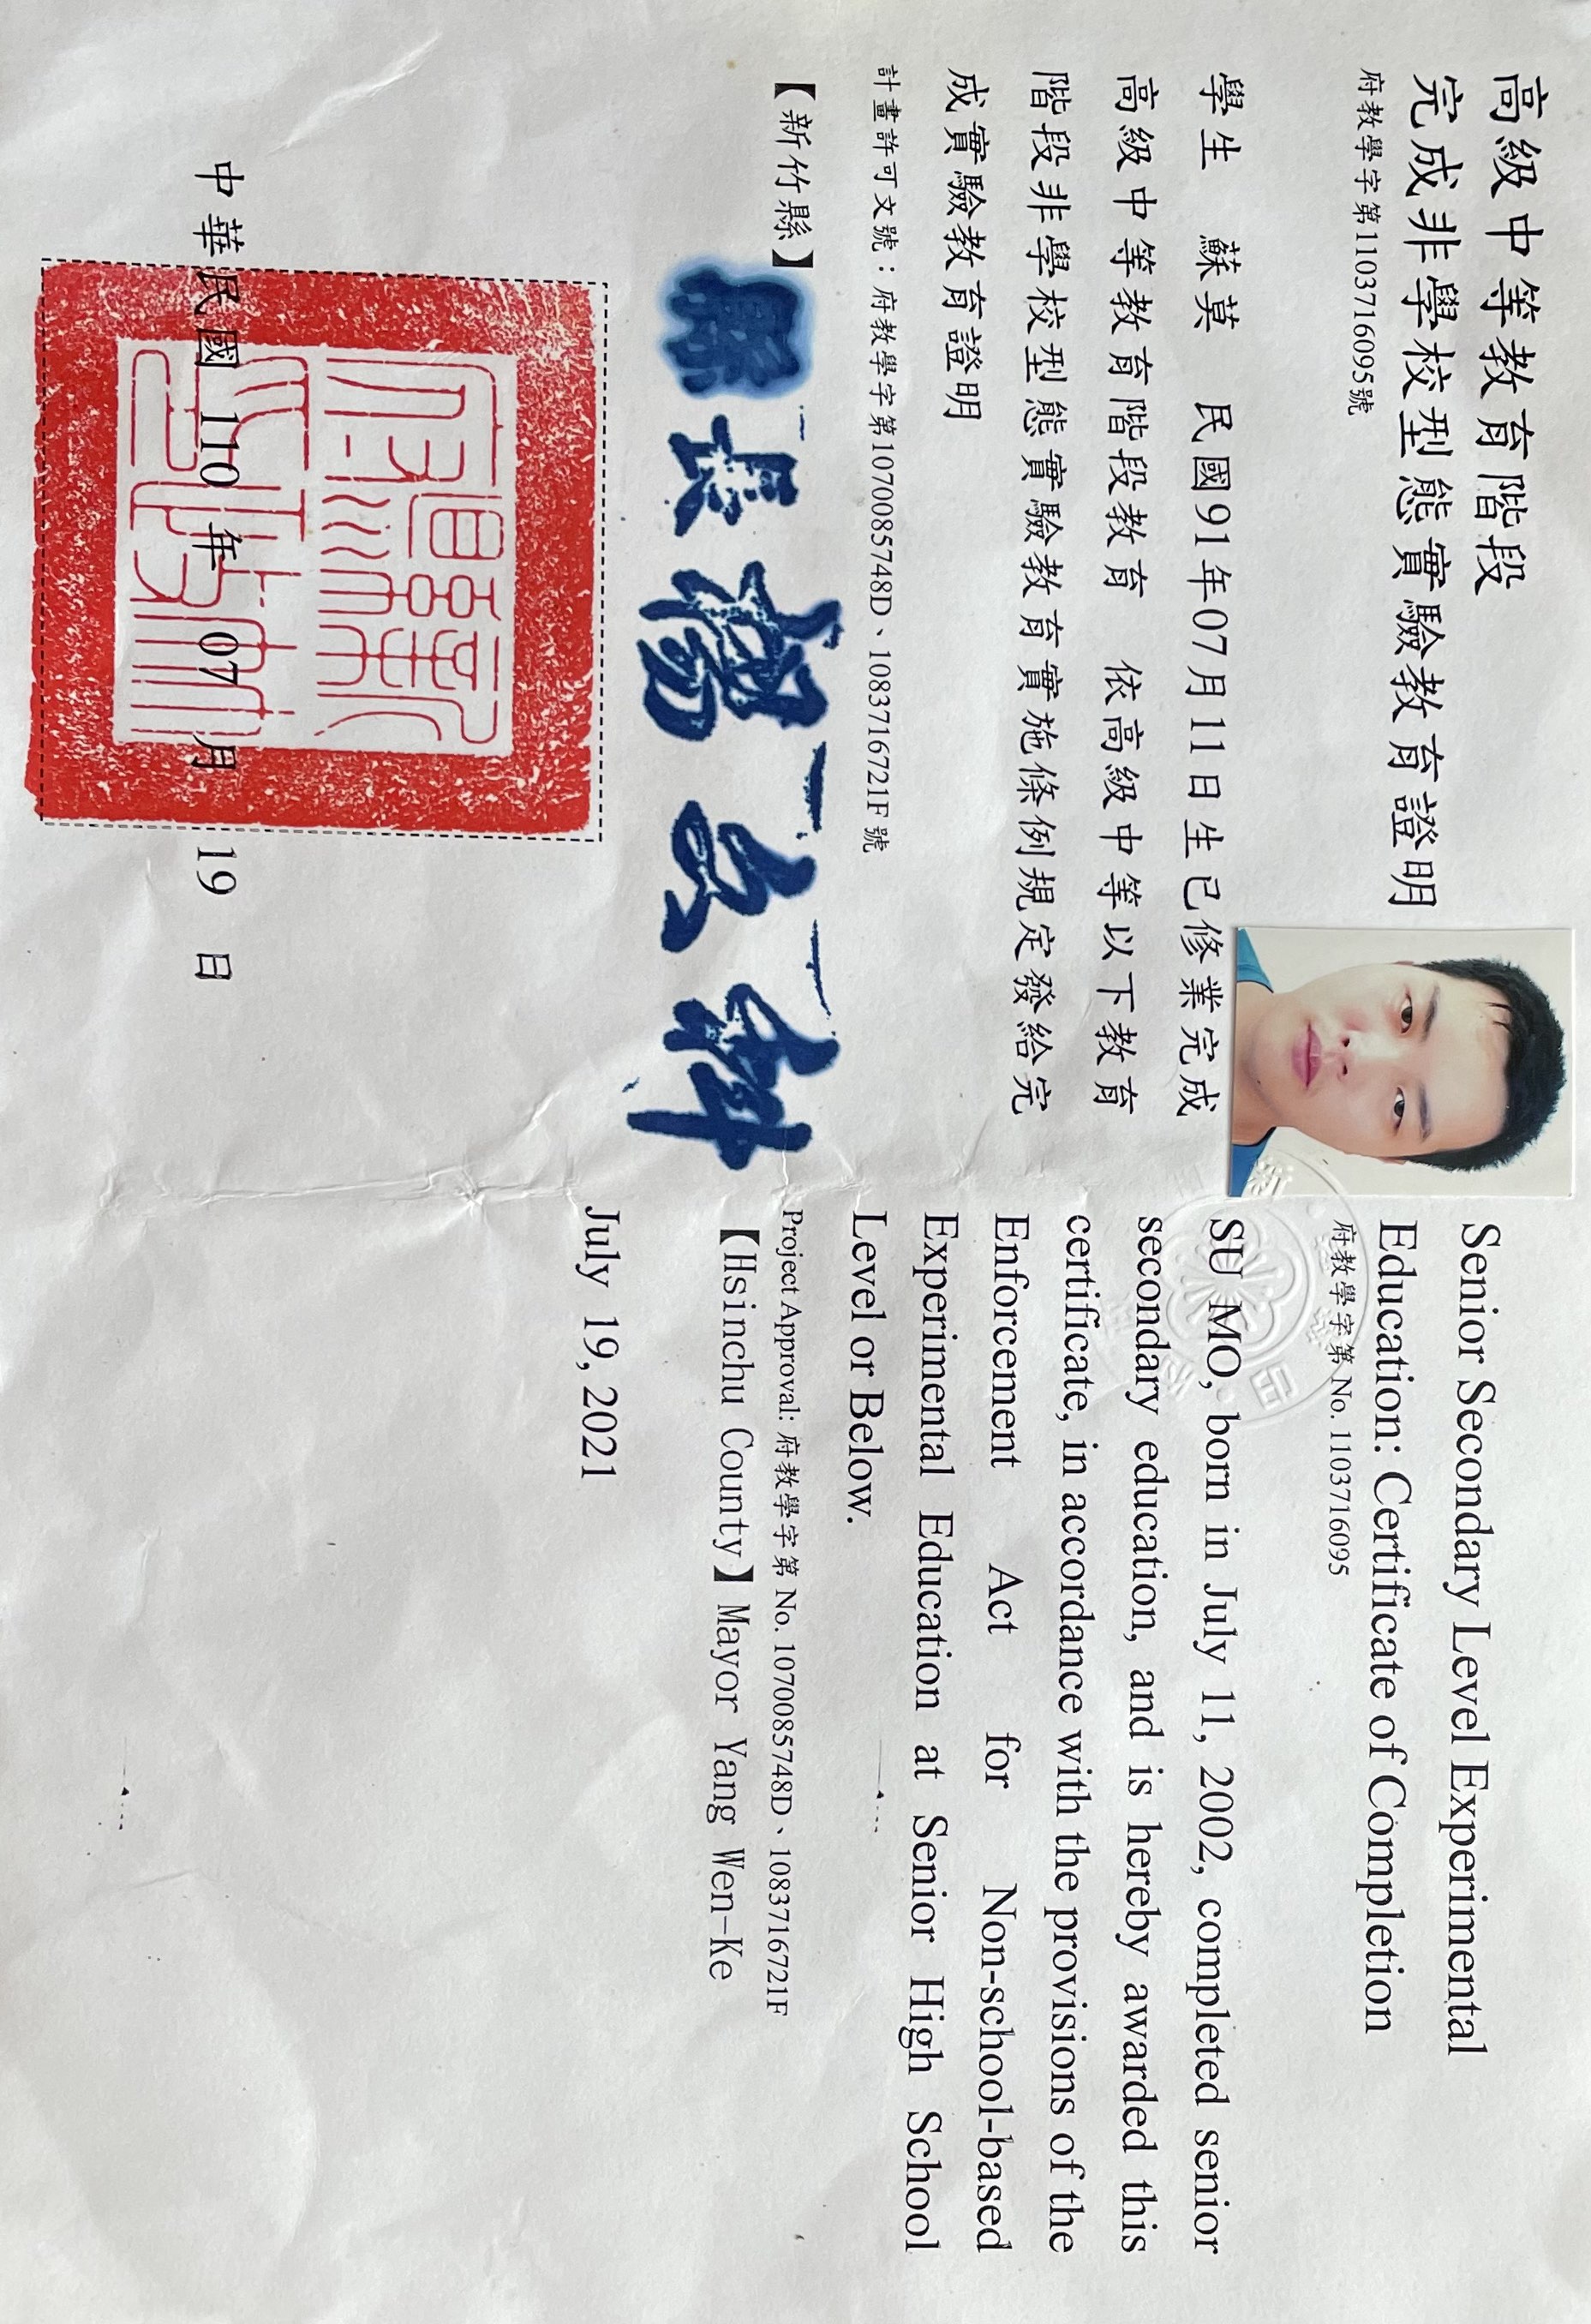 高級中等教育階段
完成非學校型態實驗教育證明
府教學字第1103716095號
學生 蘇莫 民國91年07月11日生已修業完成
高級中等教育階段教育 依高級中等以下教育
階段非學校型態實驗教育實施條例規定發給完
成實驗教育證明
計畫許可文號：府教學字第1070085748D、1083716721F 號
【新竹縣】縣長楊文科
新竹縣政府印
中華民國 110 年 07 月 19 日
Senior Secondary Level Experimental
Education: Certificate of Completion
府教學字第 No. 1103716095
SU MO, born in July 11, 2002, completed senior
secondary education, and is hereby awarded this
certificate, in accordance with the provisions of the
Enforcement Act for Non-school-based
Experimental Education at Senior High School
Level or Below.
Project Approval: 府教學字第 No. 1070085748D、1083716721F
【Hsinchu County】Mayor Yang Wen-Ke
July 19, 2021